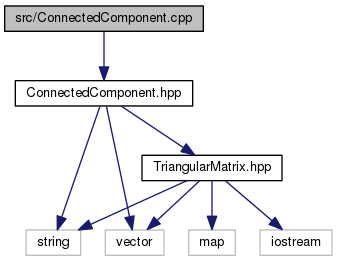 src/ConnectedComponent.cpp
ConnectedComponent.hpp
TriangularMatrix.hpp
string
vector
map
iostream